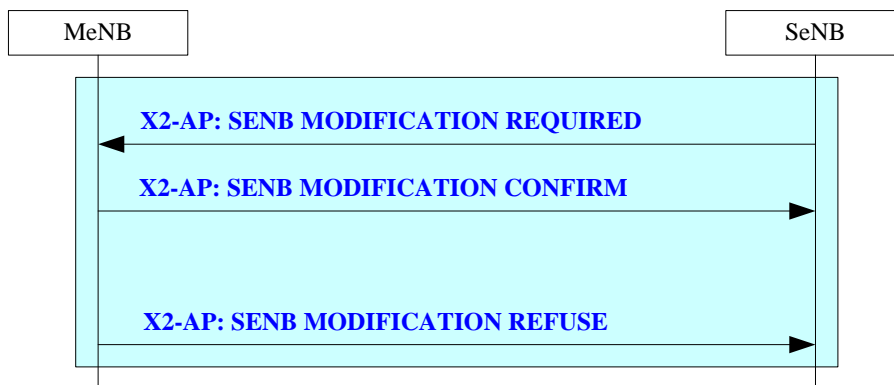 MeNB
SeNB
X2-AP: SENB MODIFICATION REQUIRED
X2-AP: SENB MODIFICATION CONFIRM
X2-AP: SENB MODIFICATION REFUSE